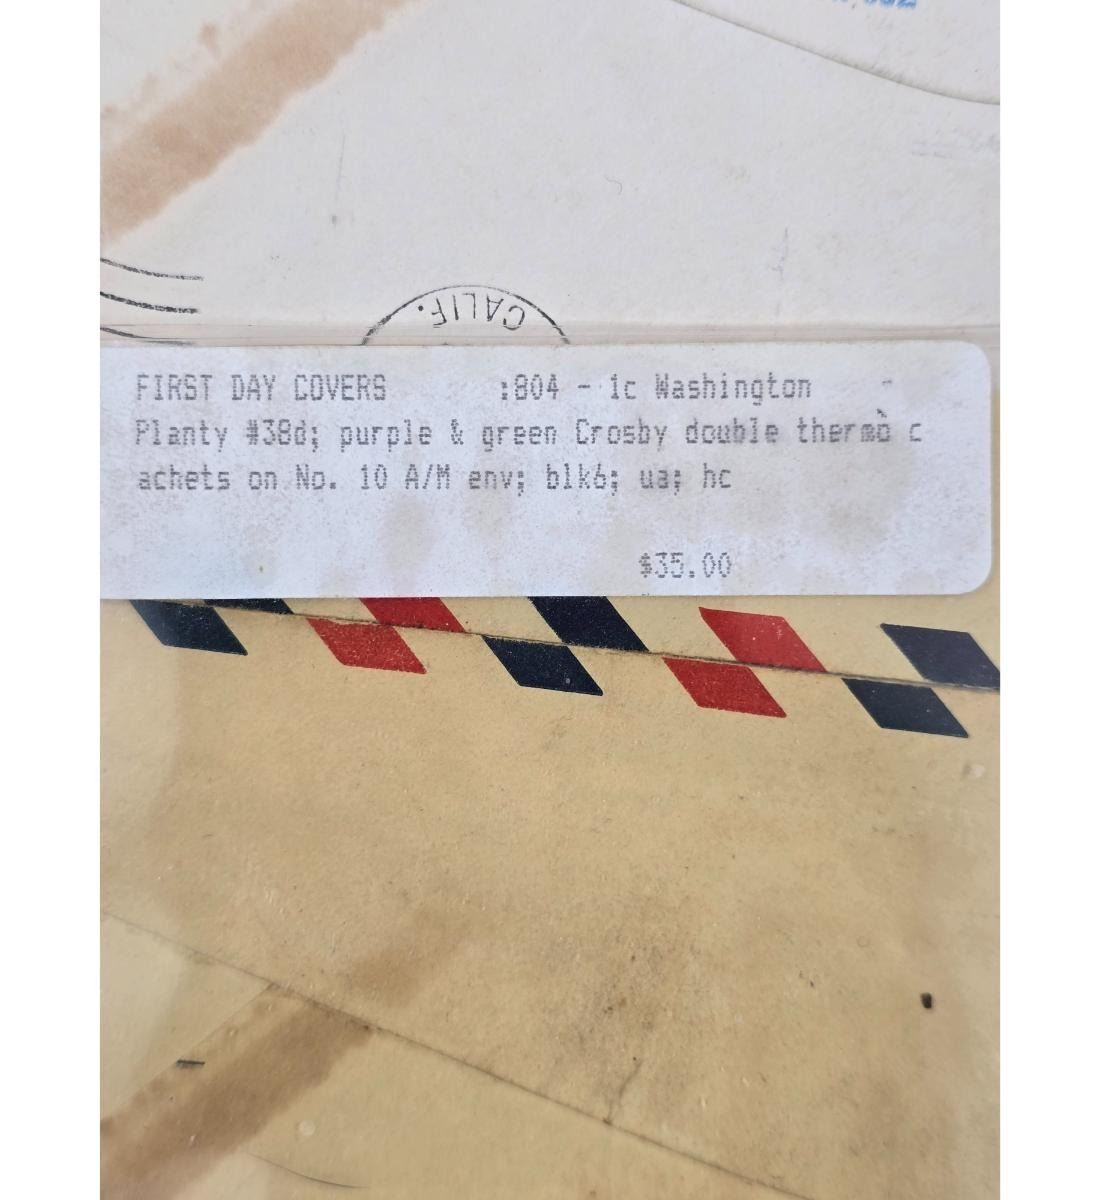 CALIF.
FIRST DAY COVERS :804 - 1c Washington -
Planty #38d; purple & green Crosby double thermo c
achets on No. 10 A/M env; blk6; ua; hc
$35.00